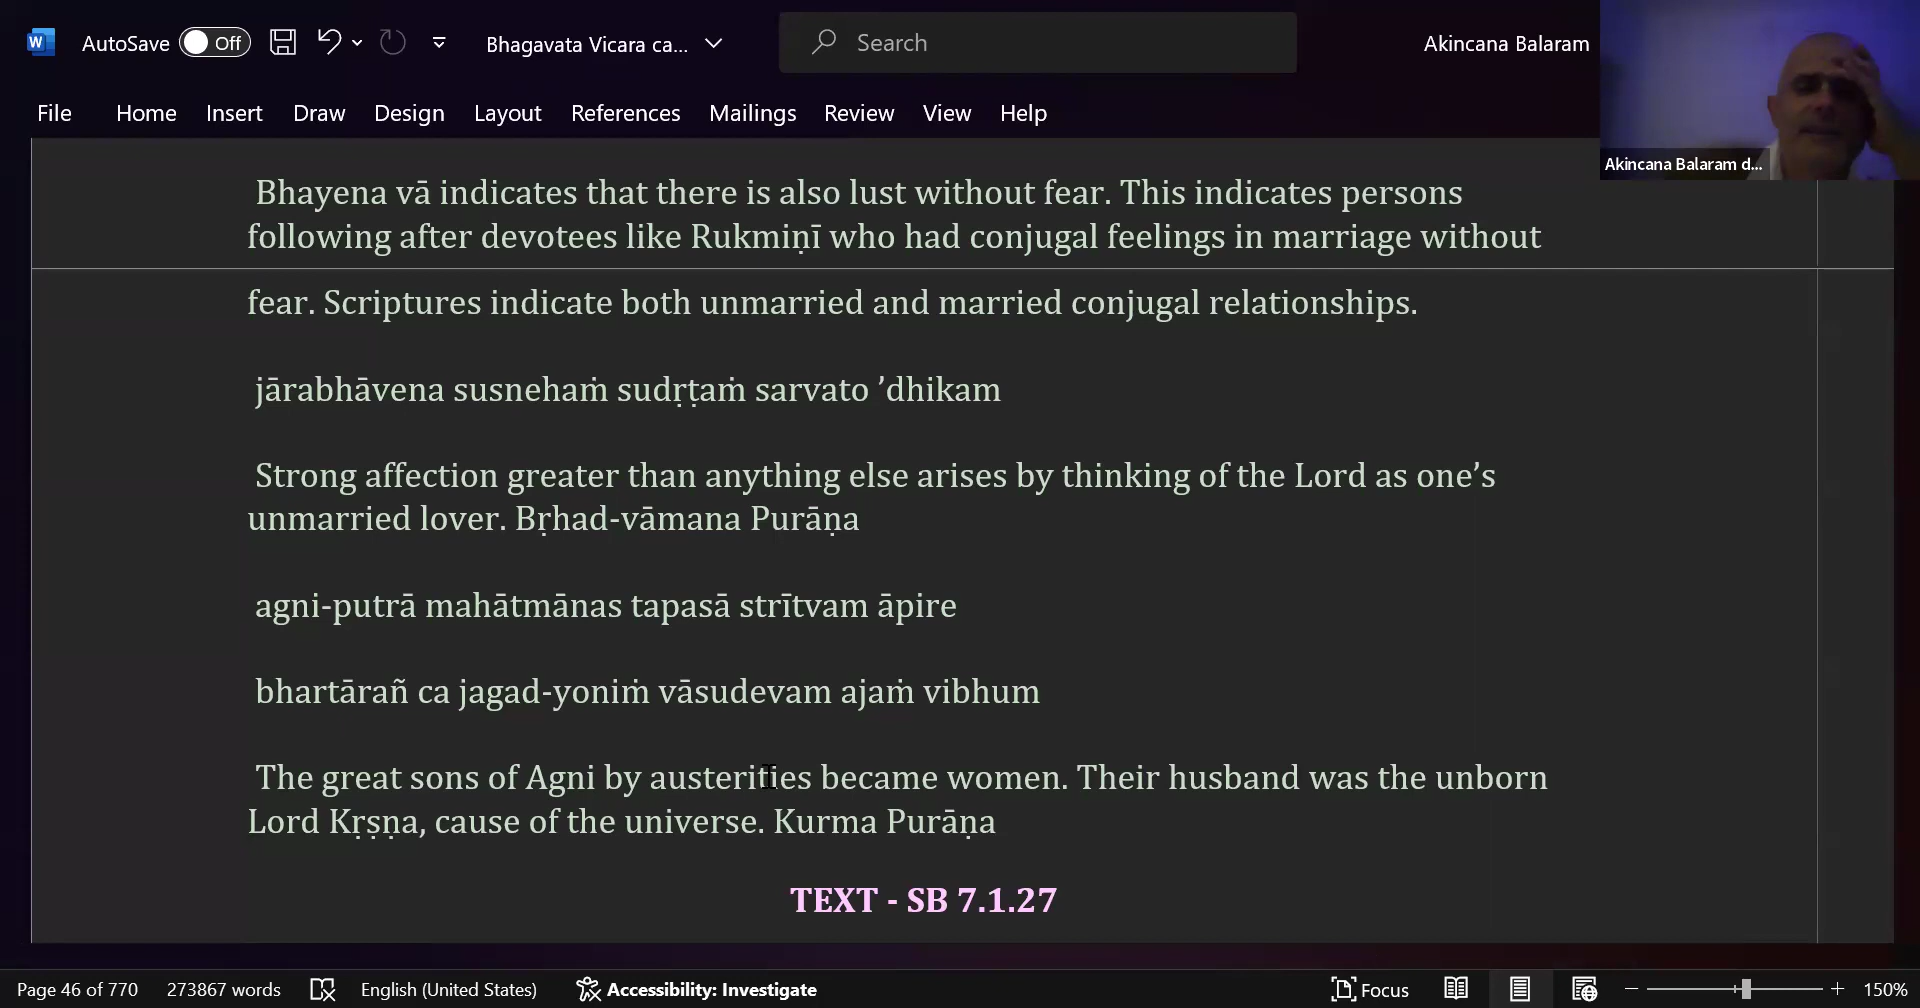 AutoSave Off Bhagavata Vicara ca... Search Akincana Balaram
File Home Insert Draw Design Layout References Mailings Review View Help
Akincana Balaram d...
Bhayena vā indicates that there is also lust without fear. This indicates persons
following after devotees like Rukmiṇī who had conjugal feelings in marriage without
fear. Scriptures indicate both unmarried and married conjugal relationships.
jārabhāvena susnehaṁ sudṛṭaṁ sarvato ’dhikam
Strong affection greater than anything else arises by thinking of the Lord as one’s
unmarried lover. Bṛhad-vāmana Purāṇa
agni-putrā mahātmānas tapasā strītvam āpire
bhartārañ ca jagad-yoniṁ vāsudevam ajaṁ vibhum
The great sons of Agni by austerities became women. Their husband was the unborn
Lord Kṛṣṇa, cause of the universe. Kurma Purāṇa
TEXT - SB 7.1.27
Page 46 of 770 273867 words English (United States) Accessibility: Investigate Focus 150%